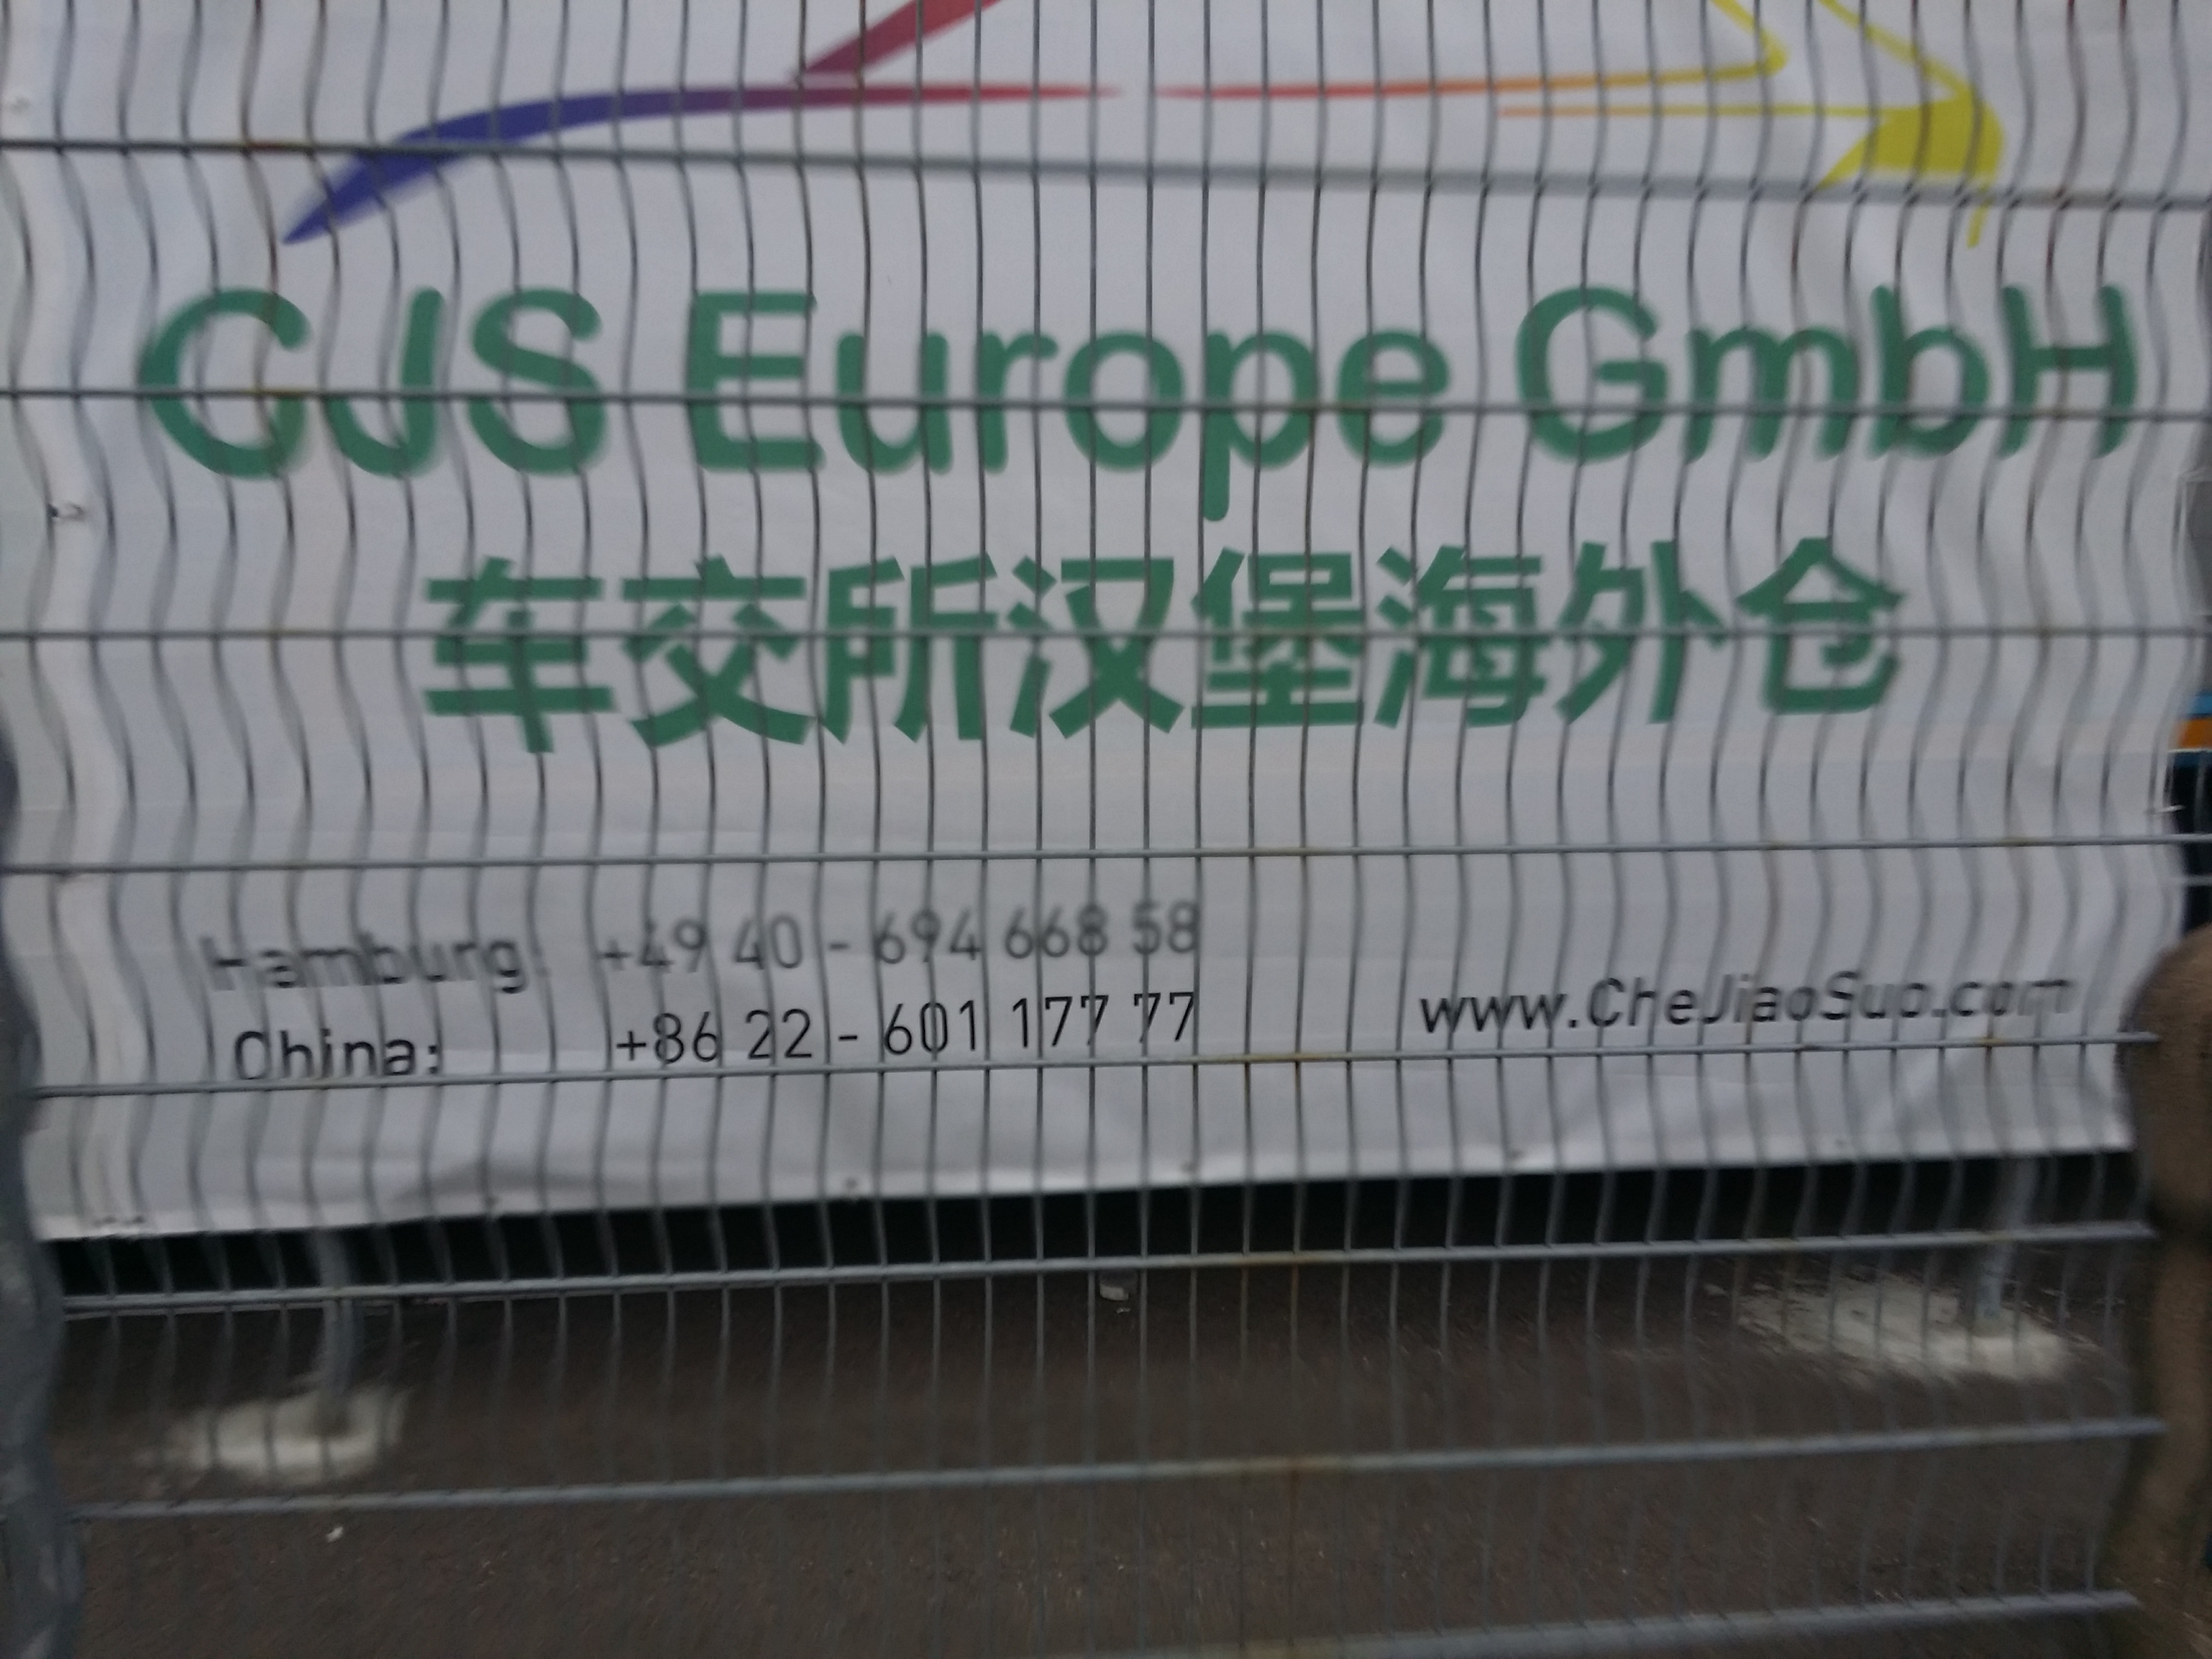 CJS Europe GmbH
车交所汉堡海外仓
Hamburg: +49 40 - 694 668 58
China: +86 22 - 601 177 77
www.CheJiaoSuo.com